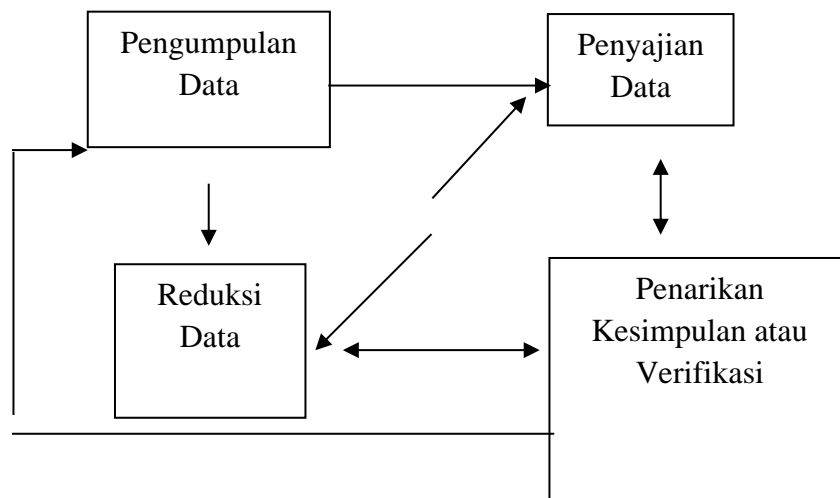 Pengumpulan
Data
Penyajian
Data
Reduksi
Data
Penarikan
Kesimpulan atau
Verifikasi